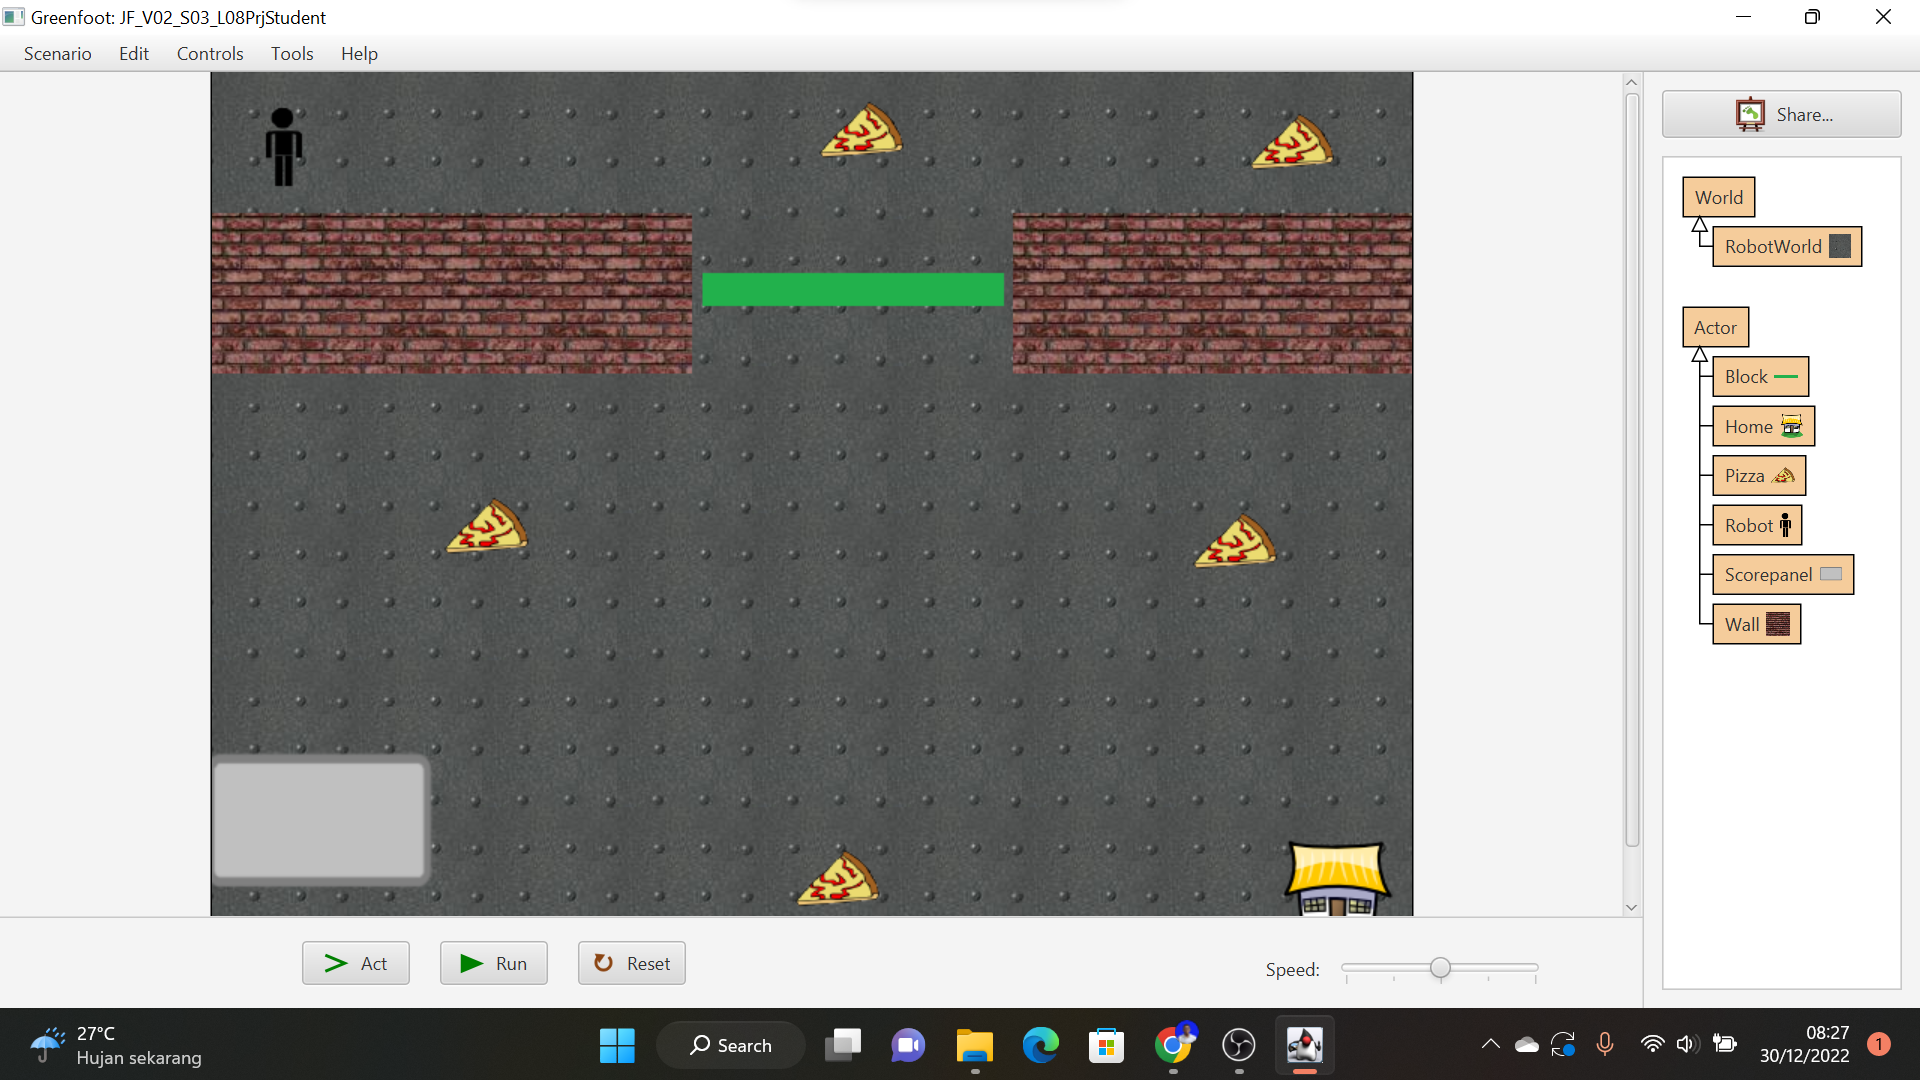 Greenfoot: JF_V02_S03_L08PrjStudent
Scenario Edit Controls Tools Help
Share...
World
RobotWorld
Actor
Block
Home
Pizza
Robot
Scorepanel
Wall
Act
Run
Reset
Speed:
27°C
Hujan sekarang
Search
08:27
30/12/2022
1